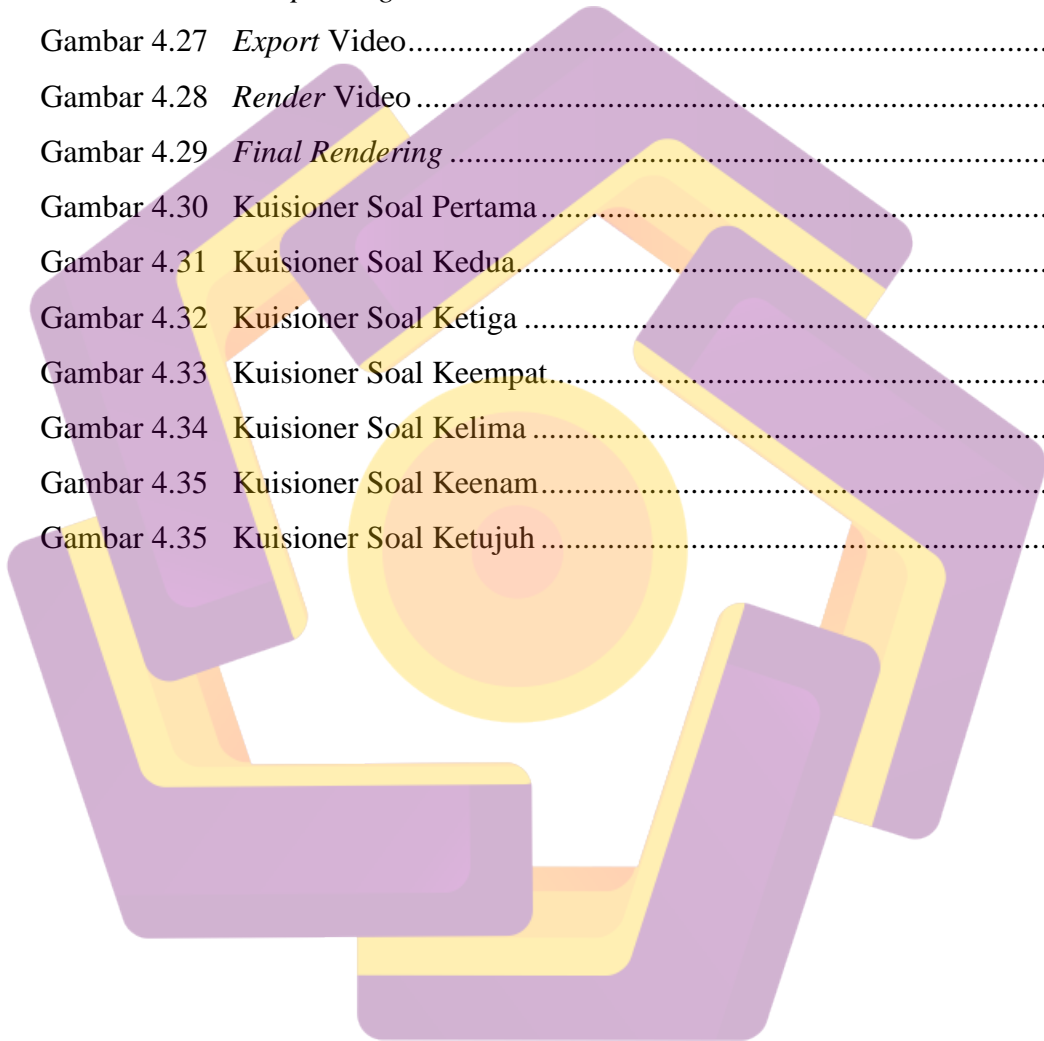 Gambar 4.27 Export Video..........................................................................
Gambar 4.28 Render Video.........................................................................
Gambar 4.29 Final Rendering.....................................................................
Gambar 4.30 Kuisioner Soal Pertama..........................................................
Gambar 4.31 Kuisioner Soal Kedua.............................................................
Gambar 4.32 Kuisioner Soal Ketiga............................................................
Gambar 4.33 Kuisioner Soal Keempat.........................................................
Gambar 4.34 Kuisioner Soal Kelima...........................................................
Gambar 4.35 Kuisioner Soal Keenam..........................................................
Gambar 4.35 Kuisioner Soal Ketujuh..........................................................